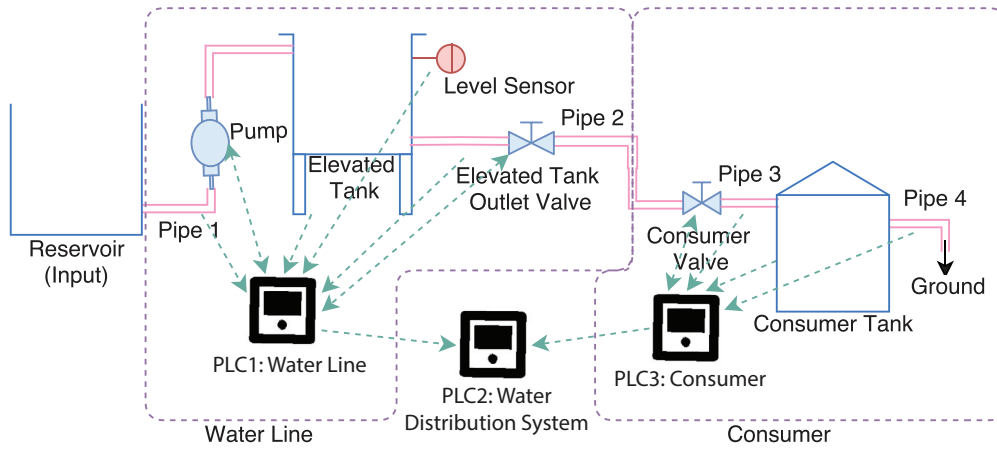 Level Sensor
Pump
Pipe 2
Elevated
Tank
Elevated Tank
Outlet Valve
Pipe 3
Pipe 4
Pipe 1
Reservoir
(Input)
Consumer
Valve
Ground
Consumer Tank
PLC1: Water Line
PLC2: Water
Distribution System
PLC3: Consumer
Water Line
Consumer